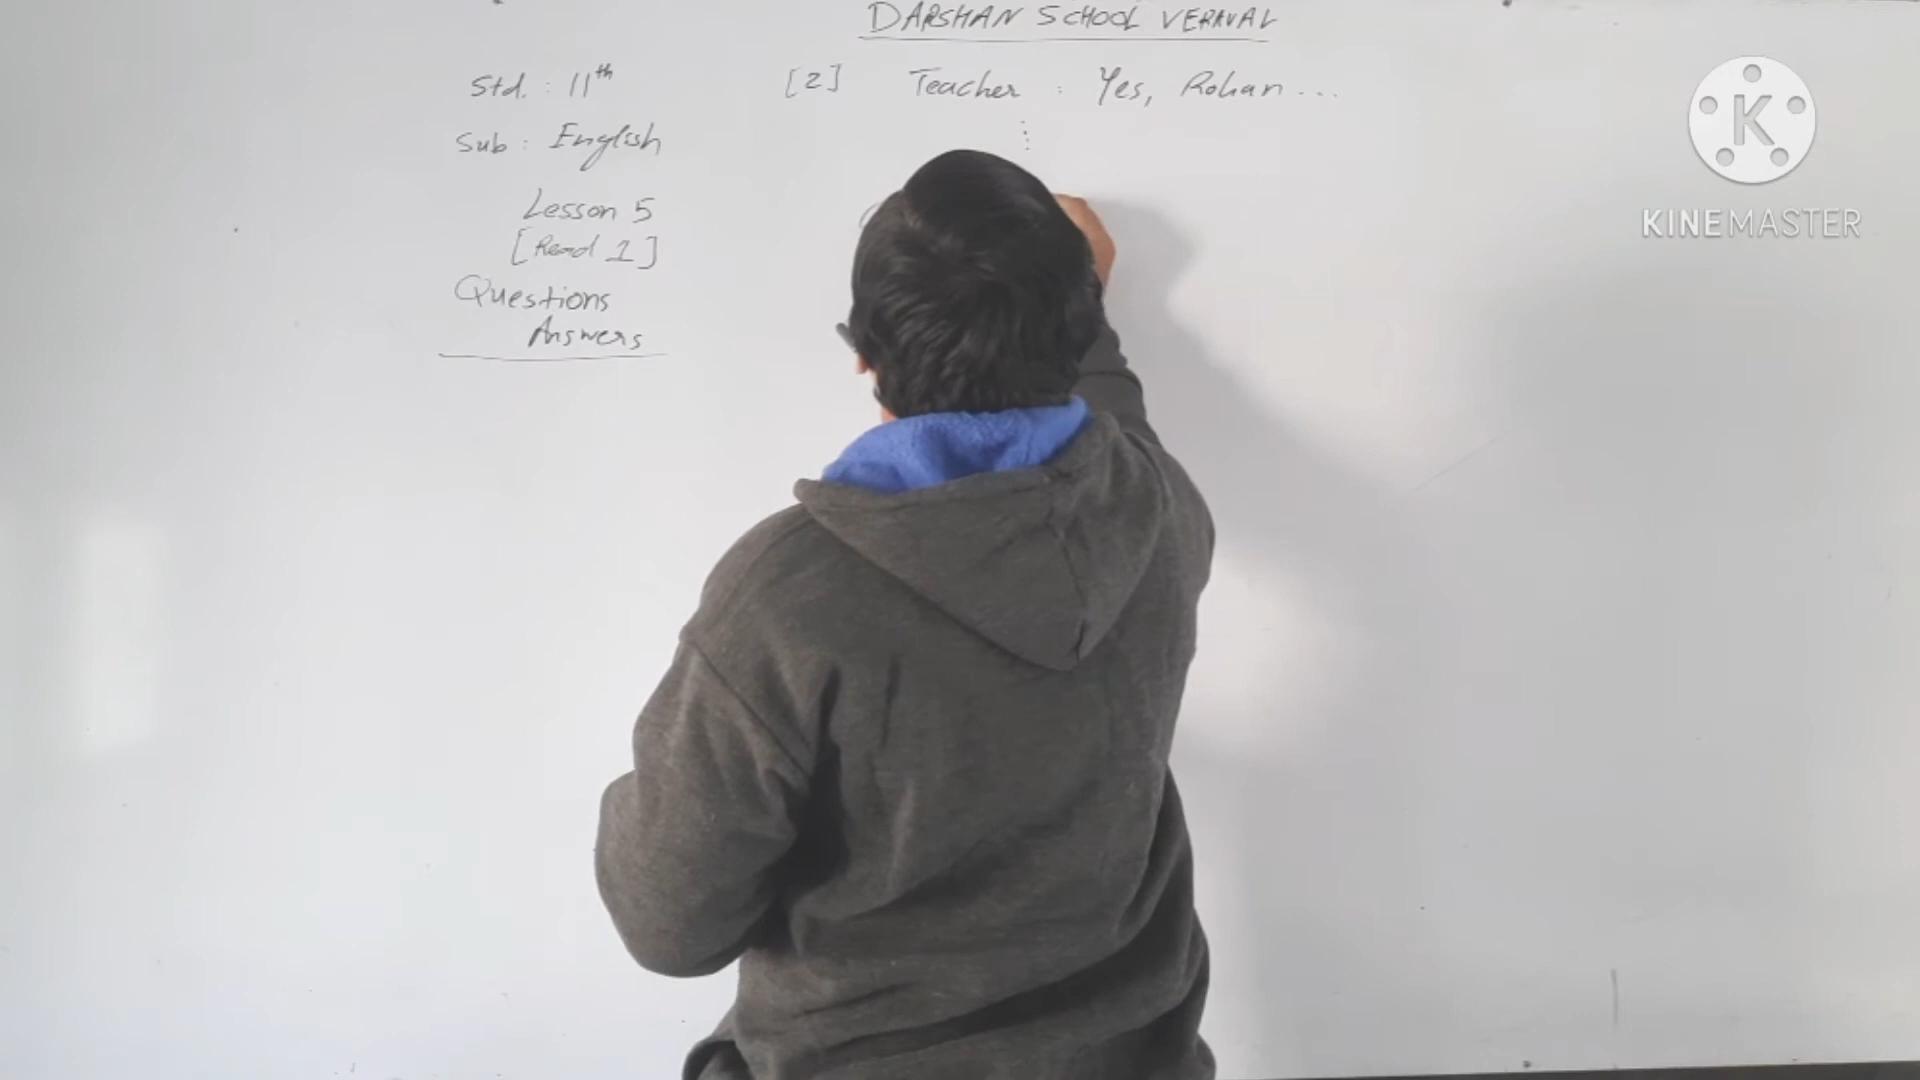 DARSHAN SCHOOL VERAVAL
Std. : 11th
Sub : English
Lesson 5
[Read 1]
Questions
Answers
[2] Teacher : Yes, Rohan ...
KINEMASTER